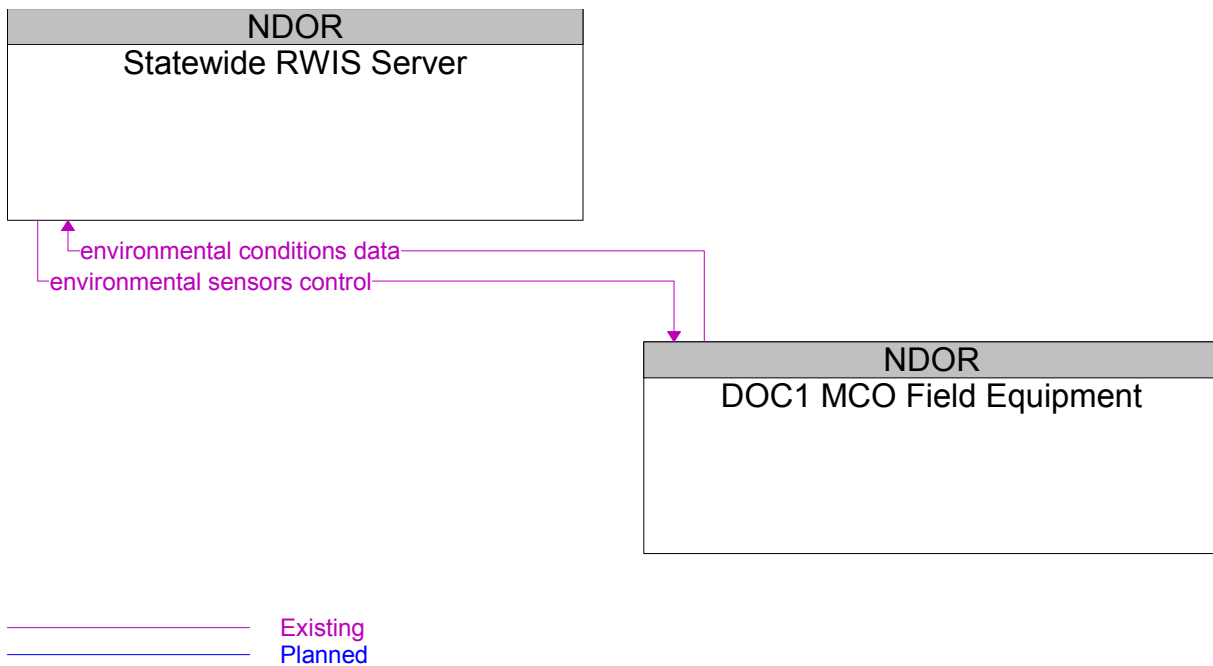 NDOR
Statewide RWIS Server
environmental conditions data
environmental sensors control
NDOR
DOC1 MCO Field Equipment
Existing
Planned